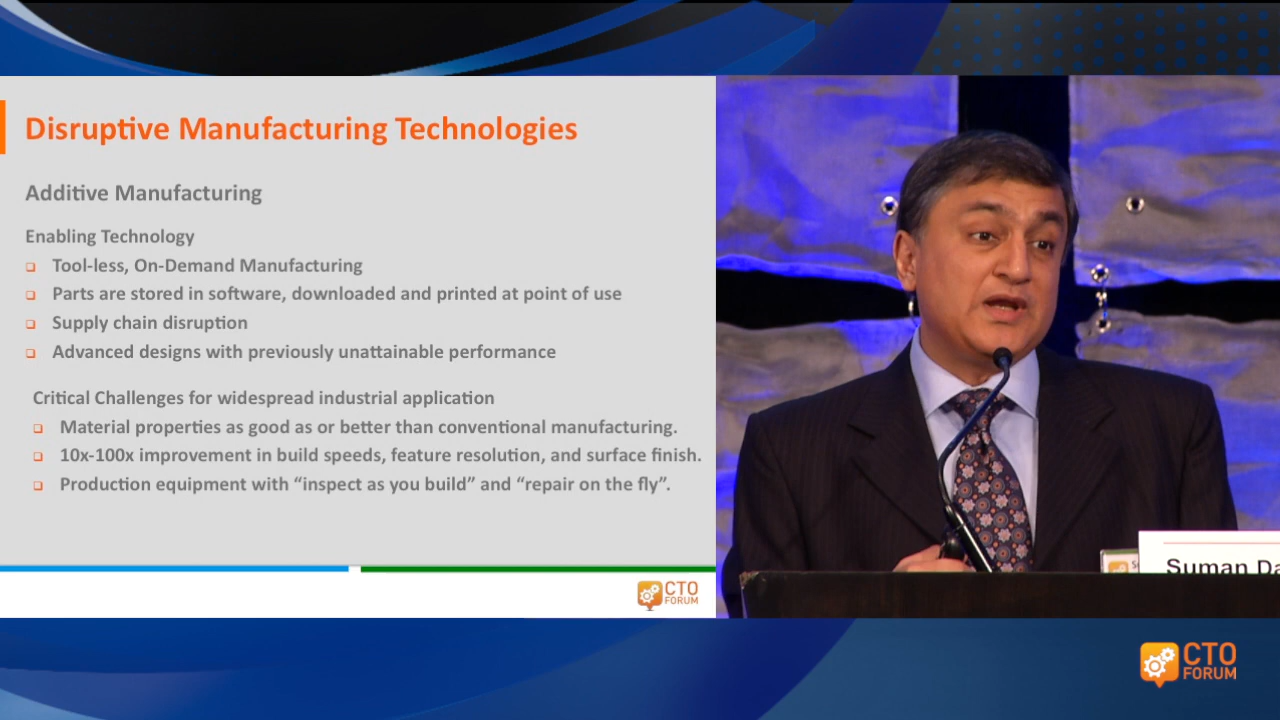 Disruptive Manufacturing Technologies
Additive Manufacturing
Enabling Technology
Tool-less, On-Demand Manufacturing
Parts are stored in software, downloaded and printed at point of use
Supply chain disruption
Advanced designs with previously unattainable performance
Critical Challenges for widespread industrial application
Material properties as good as or better than conventional manufacturing.
10x-100x improvement in build speeds, feature resolution, and surface finish.
Production equipment with “inspect as you build” and “repair on the fly”.
CTO
FORUM
Suman
CTO
FORUM